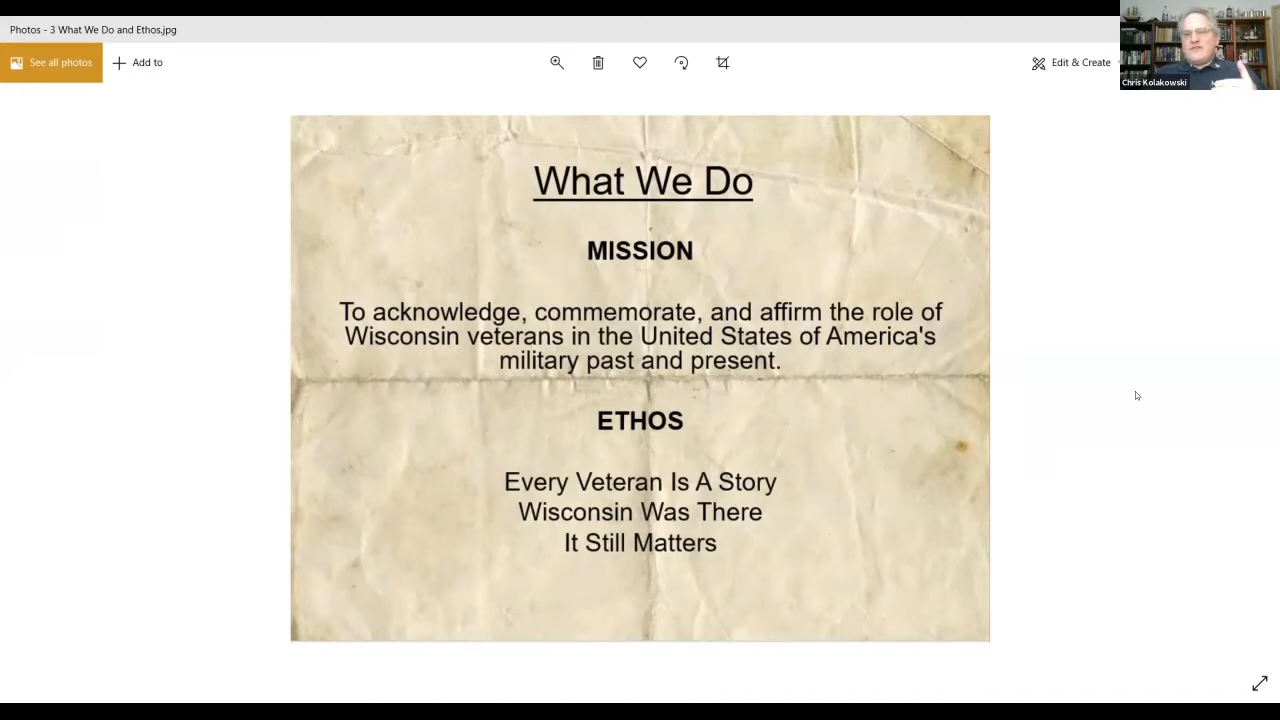 Photos - 3 What We Do and Ethos.jpg
See all photos
Add to
Edit & Create
Chris Kolakowski
What We Do
MISSION
To acknowledge, commemorate, and affirm the role of
Wisconsin veterans in the United States of America's
military past and present.
ETHOS
Every Veteran Is A Story
Wisconsin Was There
It Still Matters